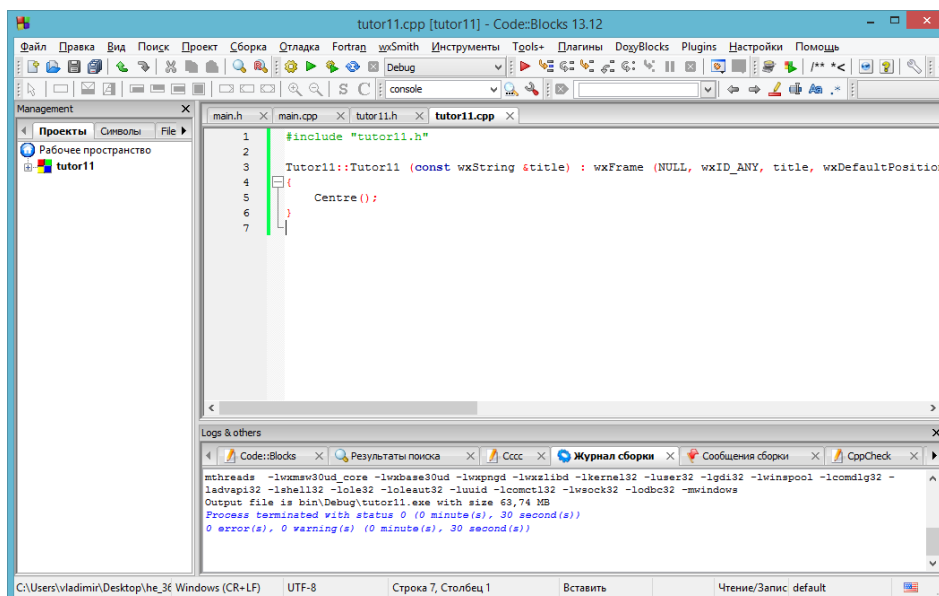 tutor11.cpp [tutor11] - Code::Blocks 13.12
Файл Правка Вид Поиск Проект Сборка Отладка Fortran wxSmith Инструменты Tools+ Плагины DoxyBlocks Plugins Настройки Помощь
Debug /** *<
S C console .*
Management
Проекты Символы File
Рабочее пространство
tutor11
main.h main.cpp tutor11.h tutor11.cpp
1 #include "tutor11.h"
2
3 Tutor11::Tutor11 (const wxString &title) : wxFrame (NULL, wxID_ANY, title, wxDefaultPositio
4 {
5 Centre();
6 }
7
Logs & others
Code::Blocks Результаты поиска Cccc Журнал сборки Сообщения сборки CppCheck
mthreads -lwxmsw30ud_core -lwxbase30ud -lwxpngd -lwxzlibd -lkernel32 -luser32 -lgdi32 -lwinspool -lcomdlg32 -
ladvapi32 -lshell32 -lole32 -loleaut32 -luuid -lcomctl32 -lwsock32 -lodbc32 -mwindows
Output file is bin\Debug\tutor11.exe with size 63,74 MB
Process terminated with status 0 (0 minute(s), 30 second(s))
0 error(s), 0 warning(s) (0 minute(s), 30 second(s))
C:\Users\vladimir\Desktop\he_36 Windows (CR+LF) UTF-8 Строка 7, Столбец 1 Вставить Чтение/Запис default